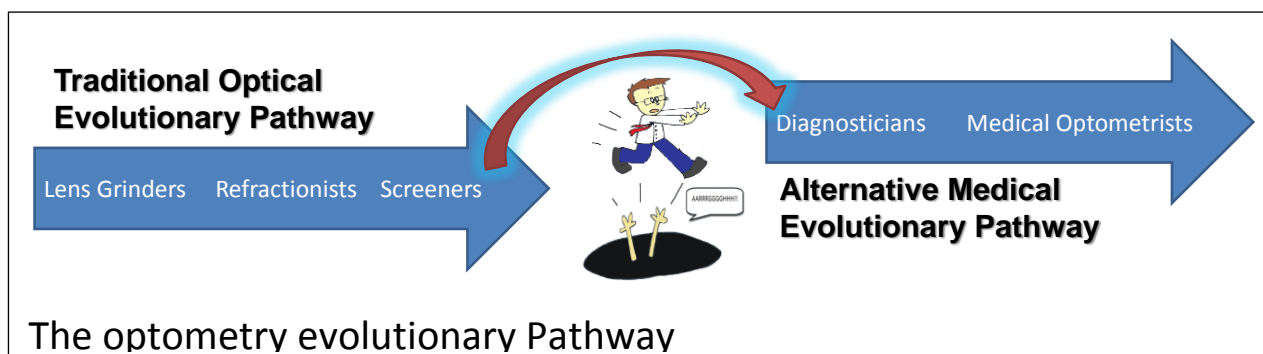 Traditional Optical
Evolutionary Pathway
Lens Grinders Refractionists Screeners
AARRRGGGGHHH!!
Diagnosticians Medical Optometrists
Alternative Medical
Evolutionary Pathway
The optometry evolutionary Pathway